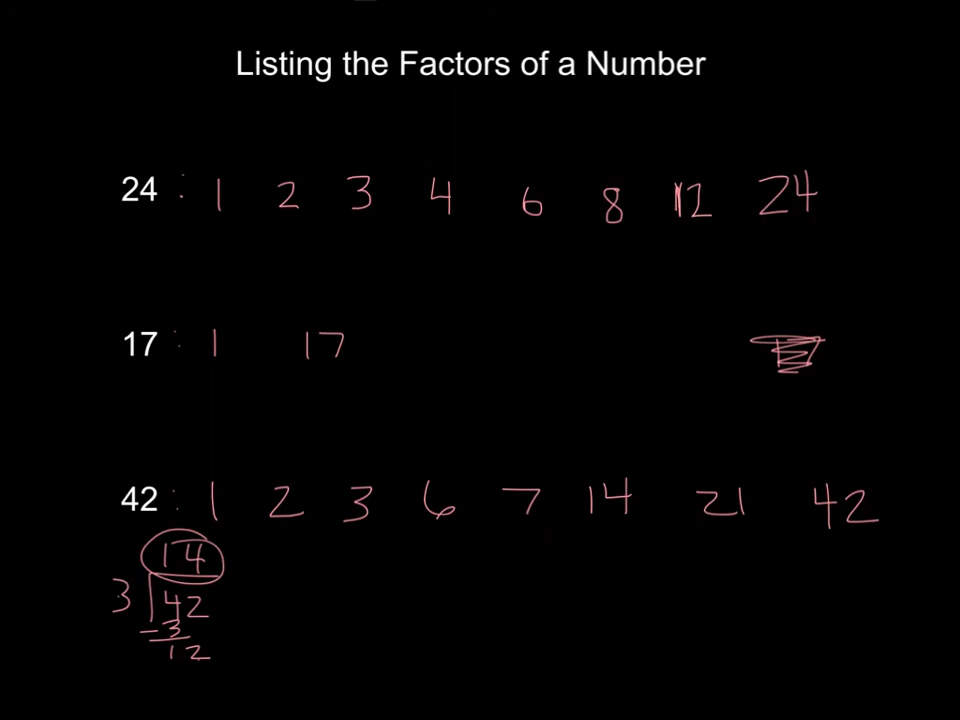 Listing the Factors of a Number
24 : 1 2 3 4 6 8 12 24
17 : 1 17
42 : 1 2 3 6 7 14 21 42
14
3 42
- 3
12